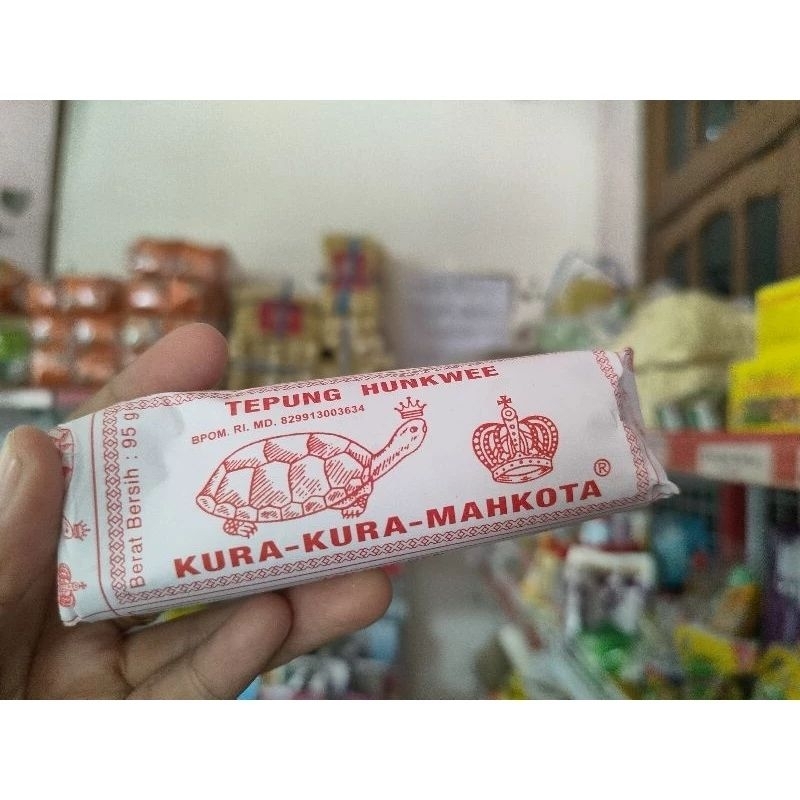 TEPUNG HUNKWEE
BPOM. RI. MD. 829913003634
KURA-KURA-MAHKOTA ®
Berat Bersih : 95 g